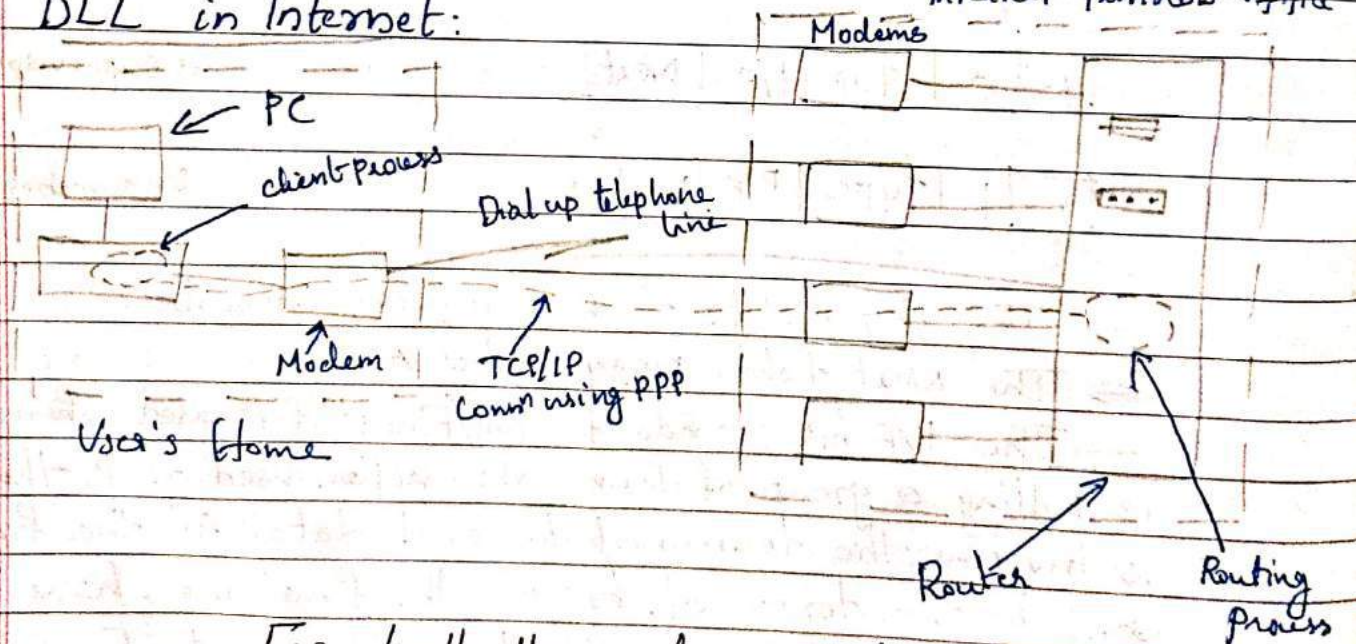 DLL in Internet:
Modems
PC
client process
Dial up telephone
line
Modem
TCP/IP
Commn using PPP
User's Home
Router
Routing
Process